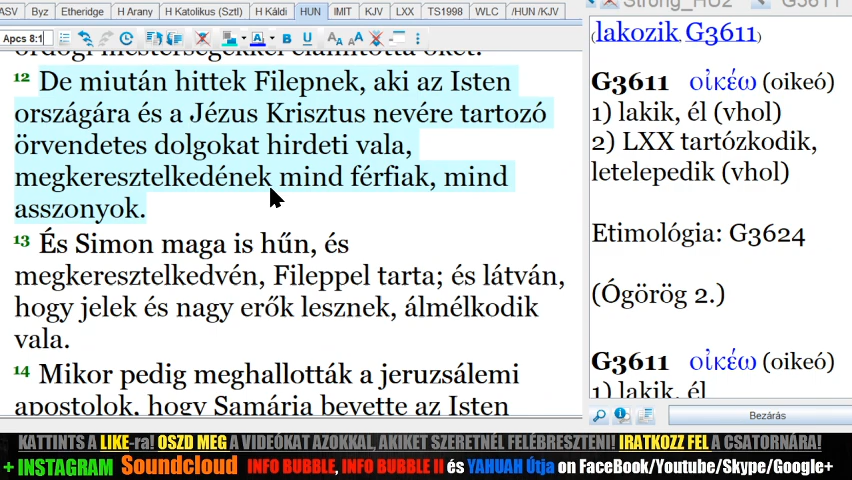 ASV Byz Etheridge H Arany H Katolikus (Sztl) H Káldi HUN IMIT KJV LXX TS1998 WLC /HUN /KJV
Apcs 8:1
12 De miután hittek Filepnek, aki az Isten
országára és a Jézus Krisztus nevére tartozó
örvendetes dolgokat hirdeti vala,
megkeresztelkedének mind férfiak, mind
asszonyok.
13 És Simon maga is hűn, és
megkeresztelkedvén, Fileppel tarta; és látván,
hogy jelek és nagy erők lesznek, álmélkodik
vala.
14 Mikor pedig meghallották a jeruzsálemi
apostolok, hogy Samária bevette az Isten
(lakozik, G3611)
G3611 οἰκέω (oikeó)
1) lakik, él (vhol)
2) LXX tartózkodik,
letelepedik (vhol)
Etimológia: G3624
(Ógörög 2.)
G3611 οἰκέω (oikeó)
1) lakik, él
Bezárás
KATTINTS A LIKE-ra! OSZD MEG A VIDEÓKAT AZOKKAL, AKIKET SZERETNÉL FELÉBRESZTENI! IRATKOZZ FEL A CSATORNÁRA!
+ INSTAGRAM Soundcloud INFO BUBBLE, INFO BUBBLE II és YAHUAH Útja on FaceBook/Youtube/Skype/Google+